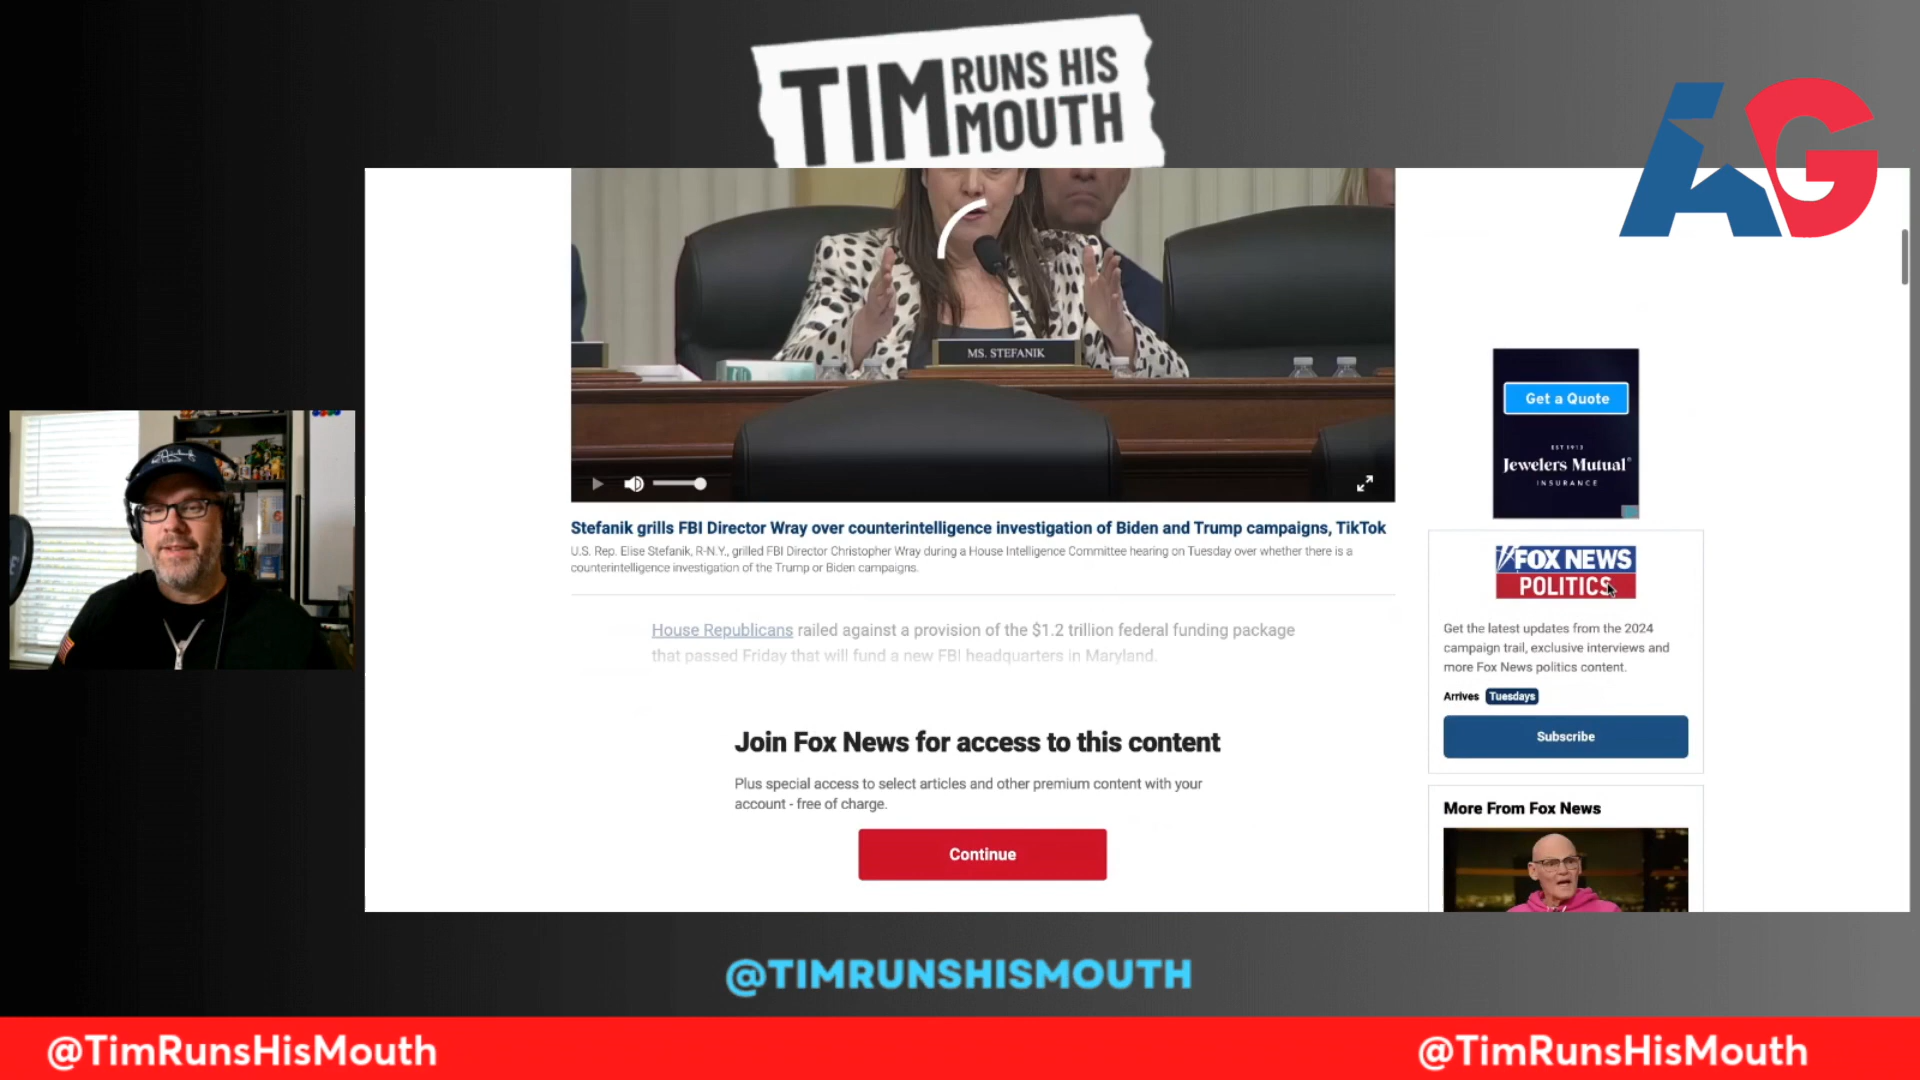 TIM RUNS HIS MOUTH
AG
MS. STEFANIK
Stefanik grills FBI Director Wray over counterintelligence investigation of Biden and Trump campaigns, TikTok
U.S. Rep. Elise Stefanik, R-N.Y., grilled FBI Director Christopher Wray during a House Intelligence Committee hearing on Tuesday over whether there is a
counterintelligence investigation of the Trump or Biden campaigns.
House Republicans railed against a provision of the $1.2 trillion federal funding package
that passed Friday that will fund a new FBI headquarters in Maryland.
Join Fox News for access to this content
Plus special access to select articles and other premium content with your
account - free of charge.
Continue
Get a Quote
EST 1913
Jewelers Mutual®
INSURANCE
FOX NEWS
POLITICS
Get the latest updates from the 2024
campaign trail, exclusive interviews and
more Fox News politics content.
Arrives Tuesdays
Subscribe
More From Fox News
@TIMRUNSHISMOUTH
@TimRunsHisMouth
@TimRunsHisMouth